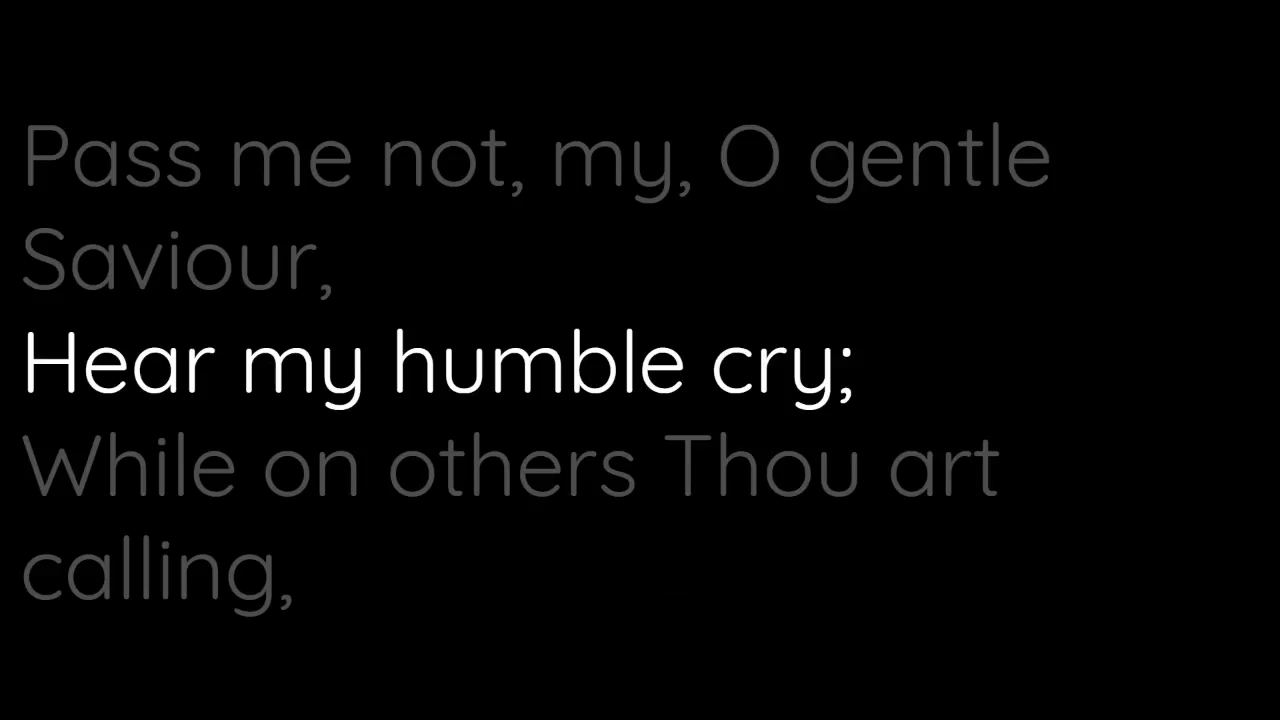 Pass me not, my, O gentle
Saviour,
Hear my humble cry;
While on others Thou art
calling,